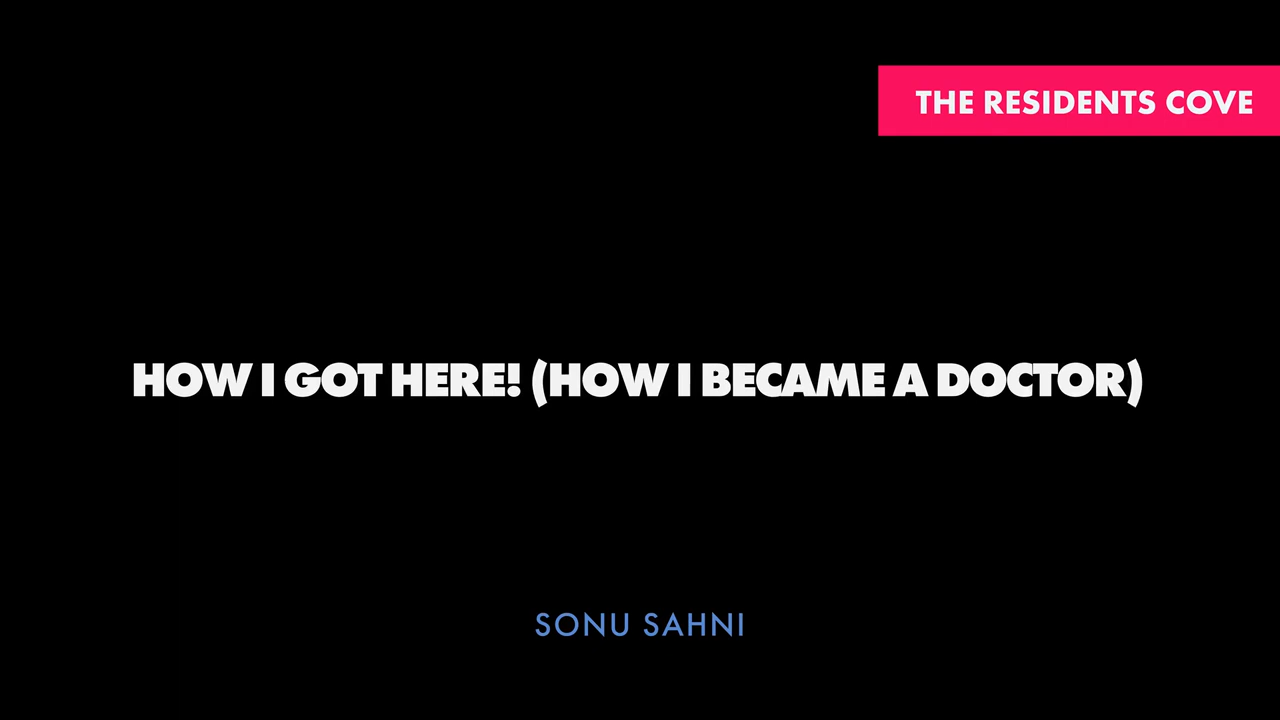 THE RESIDENTS COVE
HOW I GOT HERE! (HOW I BECAME A DOCTOR)
SONU SAHNI